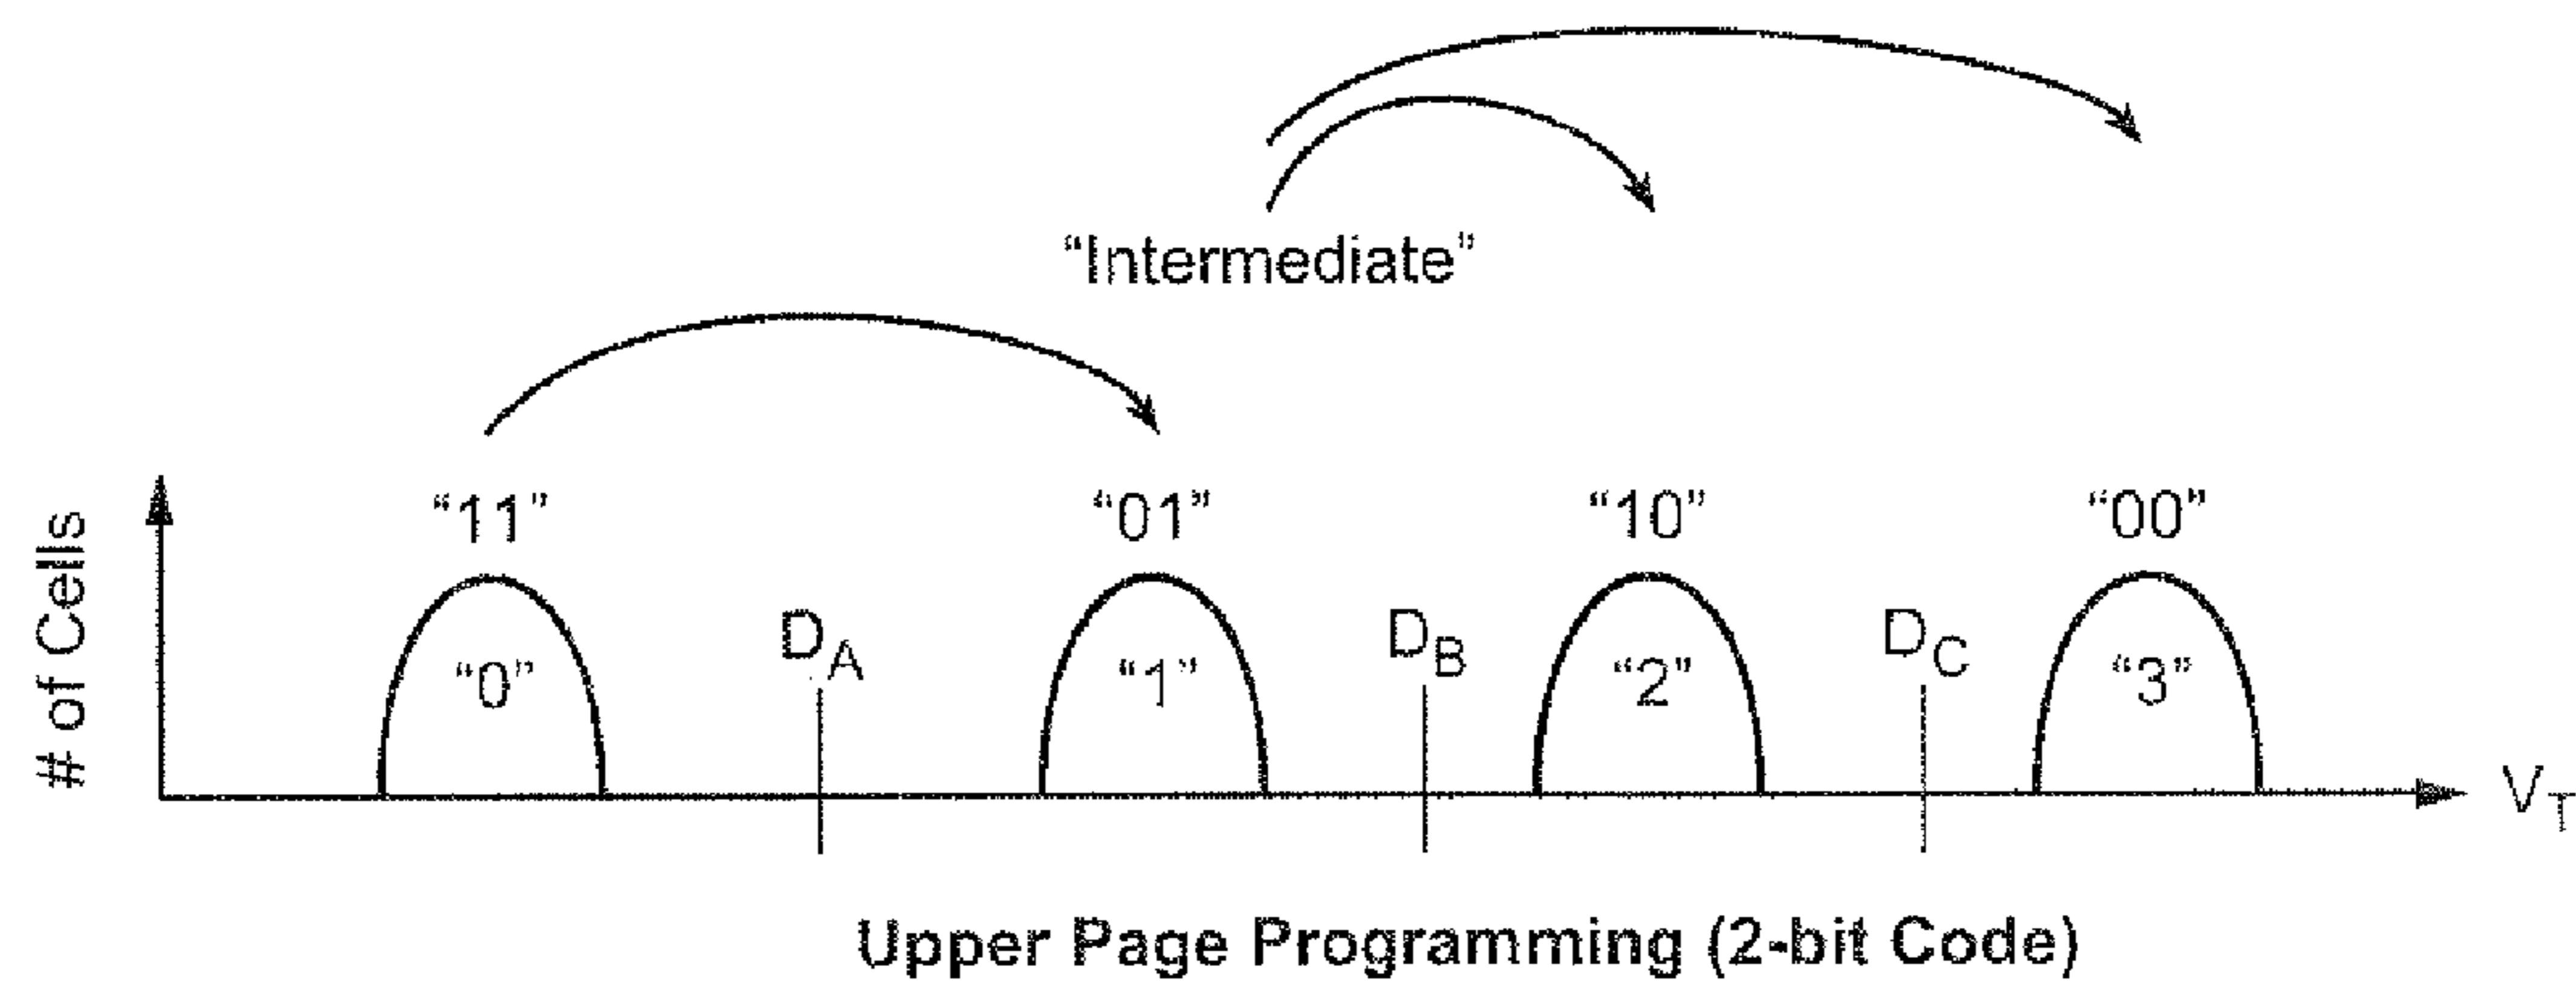 “Intermediate”
“11” “01” “10” “00”
# of Cells
DA DB DC
“0” “1” “2” “3”
VT
Upper Page Programming (2-bit Code)